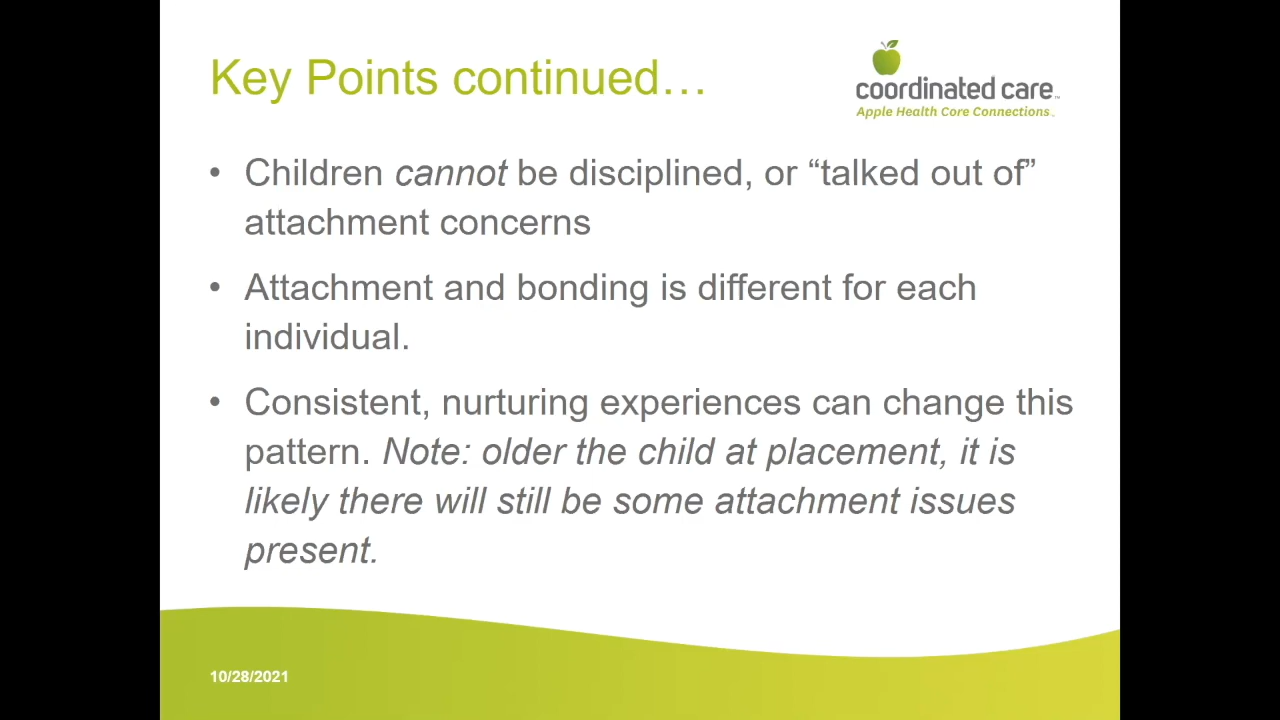 Key Points continued…
coordinated care™
Apple Health Core Connections
• Children cannot be disciplined, or “talked out of”
attachment concerns
• Attachment and bonding is different for each
individual.
• Consistent, nurturing experiences can change this
pattern. Note: older the child at placement, it is
likely there will still be some attachment issues
present.
10/28/2021